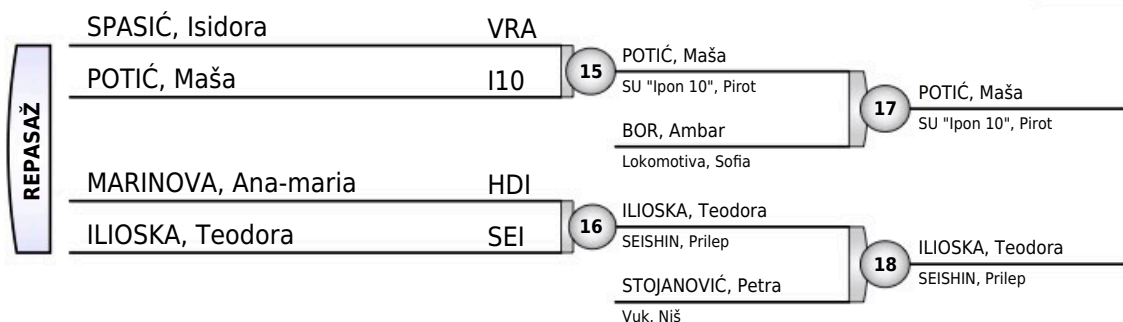 REPASAŽ
SPASIĆ, Isidora VRA
POTIĆ, Maša I10
15
POTIĆ, Maša
SU "Ipon 10", Pirot
BOR, Ambar
Lokomotiva, Sofia
17
POTIĆ, Maša
SU "Ipon 10", Pirot
MARINOVA, Ana-maria HDI
ILIOSKA, Teodora SEI
16
ILIOSKA, Teodora
SEISHIN, Prilep
STOJANOVIĆ, Petra
Vuk, Niš
18
ILIOSKA, Teodora
SEISHIN, Prilep